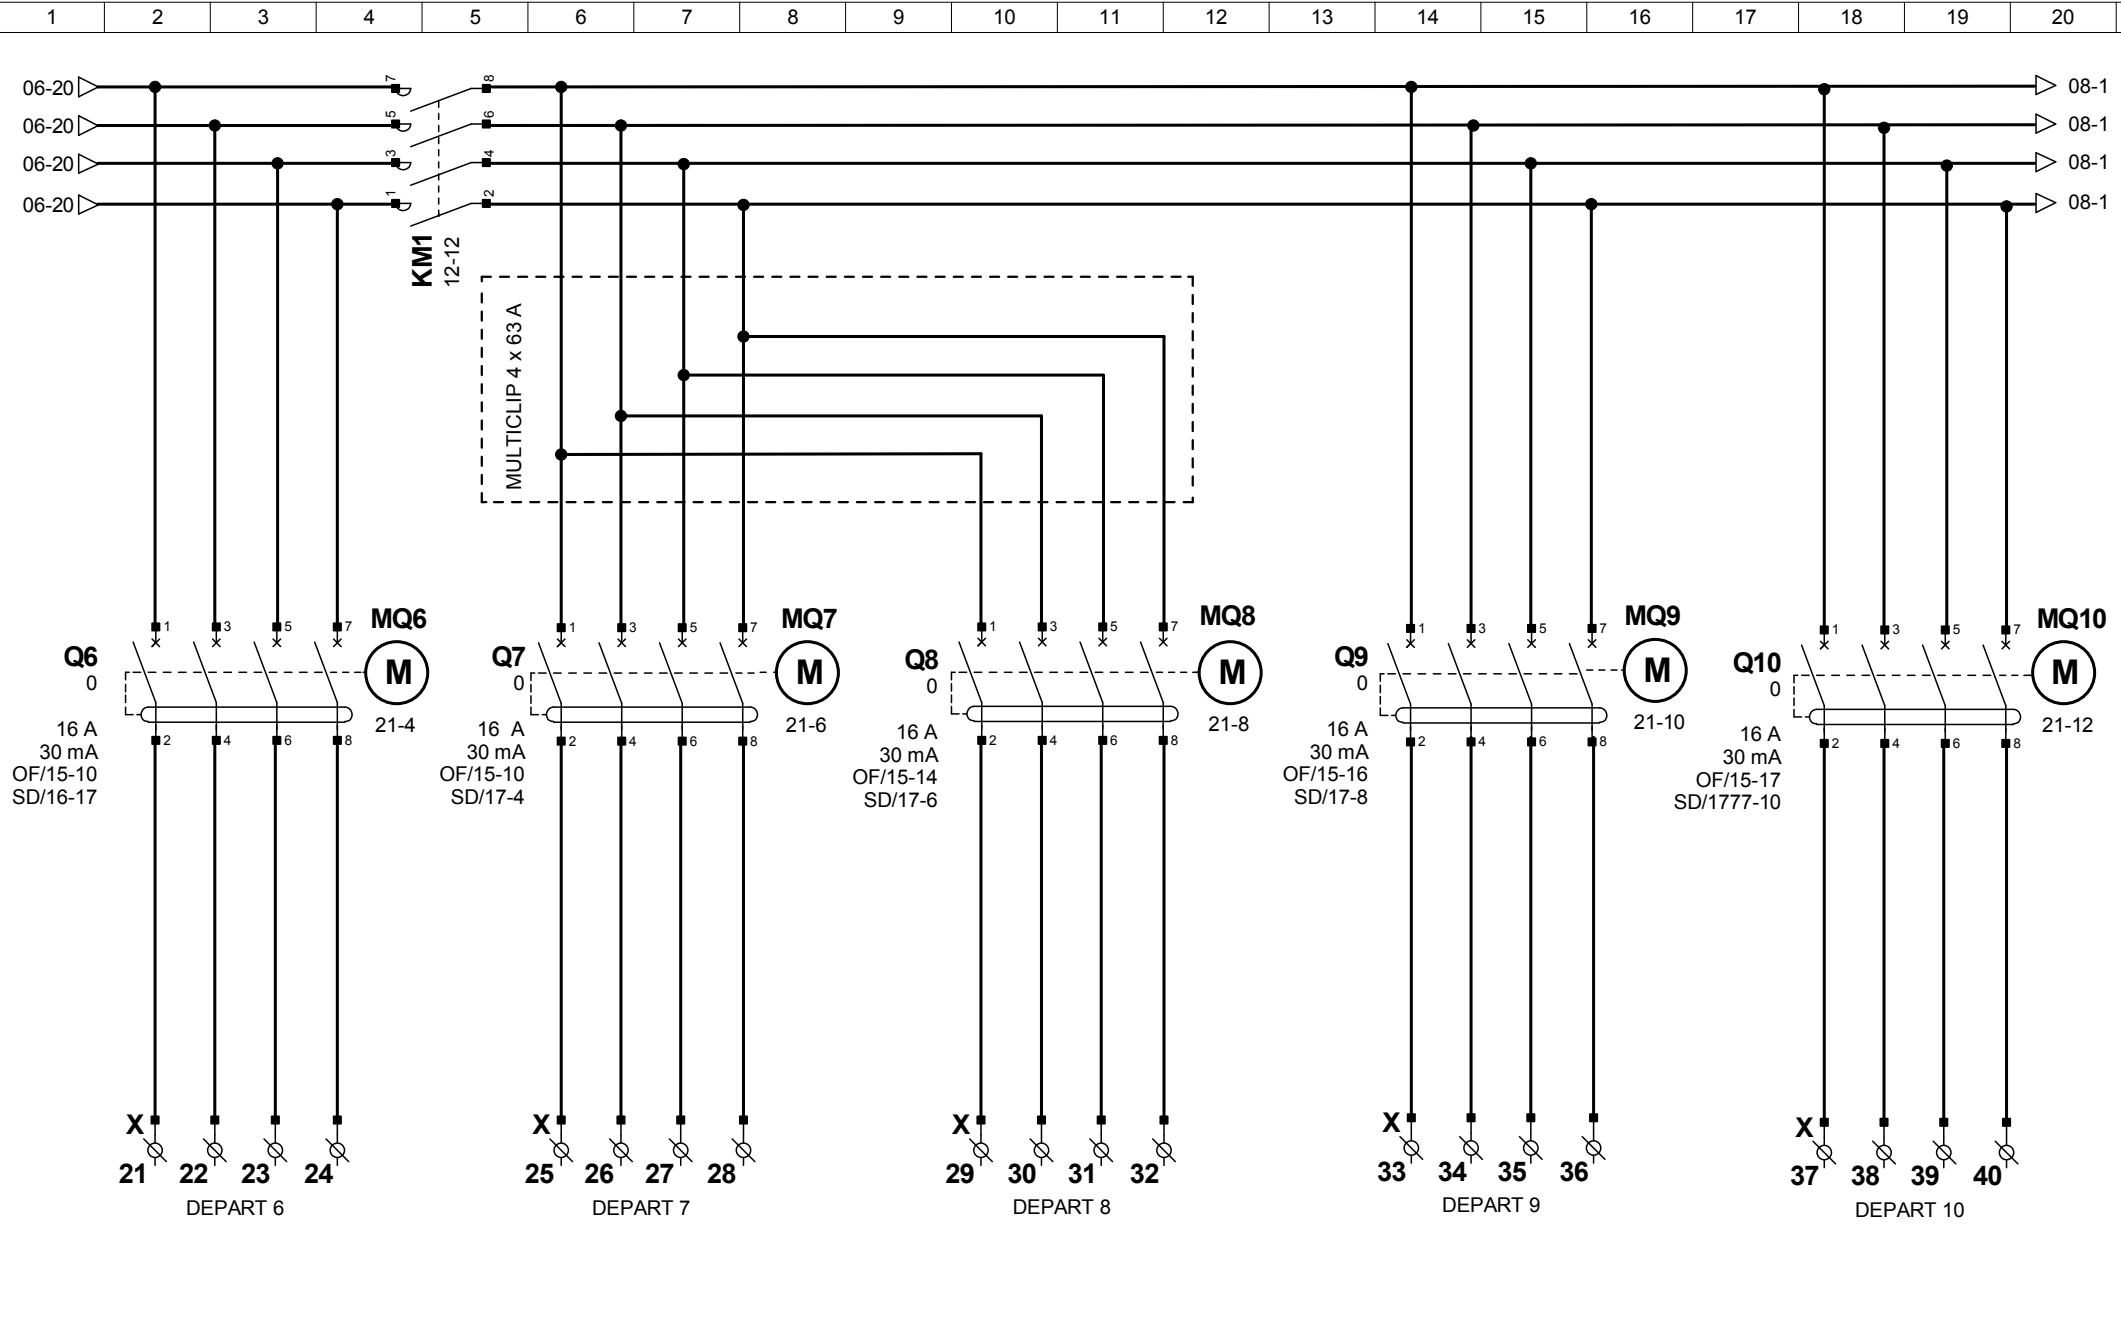 1 2 3 4 5 6 7 8 9 10 11 12 13 14 15 16 17 18 19 20
06-20 7 8 08-1
06-20 5 6 08-1
06-20 3 4 08-1
06-20 1 2 08-1
KM1
12-12
MULTICLIP 4 x 63 A
Q6
0
16 A
30 mA
OF/15-10
SD/16-17
1 3 5 7
MQ6
M
21-4
2 4 6 8
Q7
0
16 A
30 mA
OF/15-10
SD/17-4
1 3 5 7
MQ7
M
21-6
2 4 6 8
Q8
0
16 A
30 mA
OF/15-14
SD/17-6
1 3 5 7
MQ8
M
21-8
2 4 6 8
Q9
0
16 A
30 mA
OF/15-16
SD/17-8
1 3 5 7
MQ9
M
21-10
2 4 6 8
Q10
0
16 A
30 mA
OF/15-17
SD/1777-10
1 3 5 7
MQ10
M
21-12
2 4 6 8
X
21 22 23 24
DEPART 6
X
25 26 27 28
DEPART 7
X
29 30 31 32
DEPART 8
X
33 34 35 36
DEPART 9
X
37 38 39 40
DEPART 10